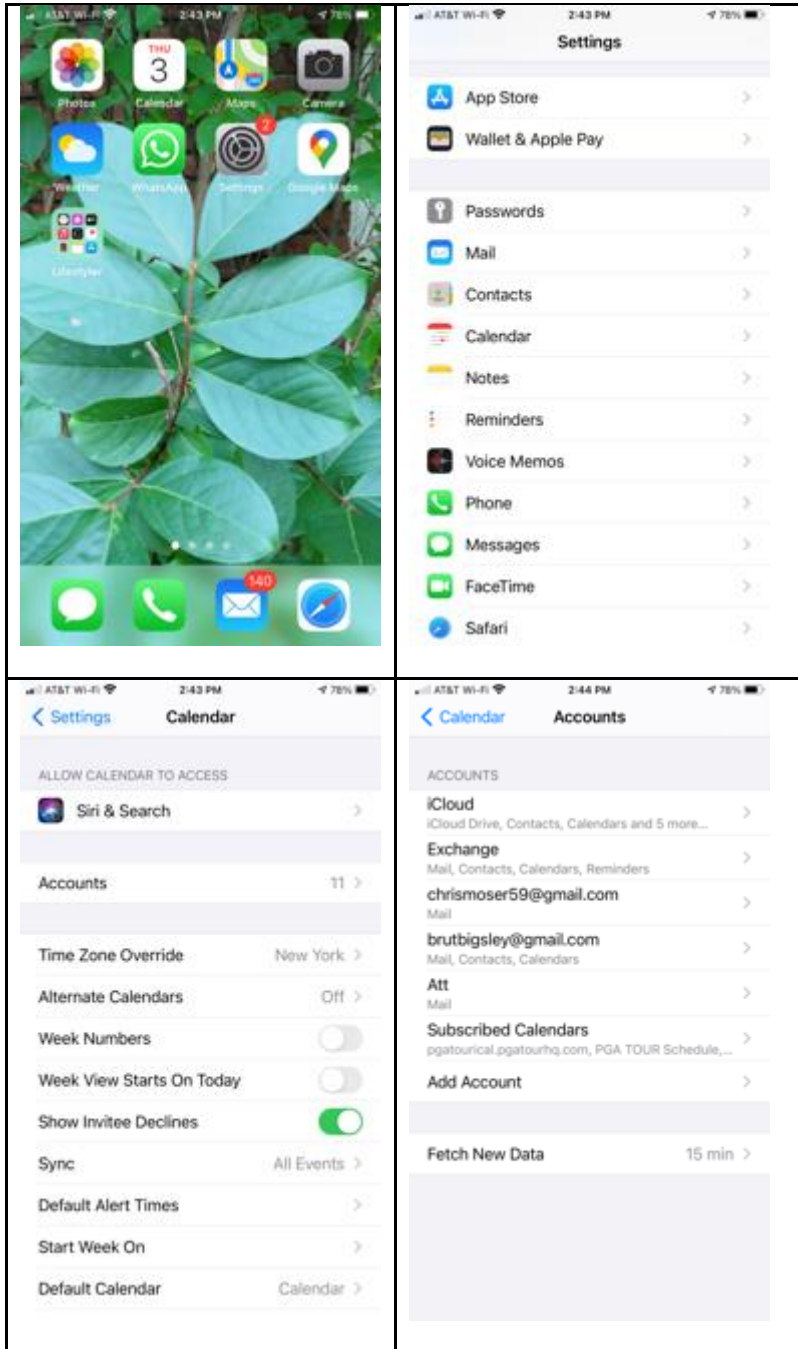 AT&T Wi-Fi 2:43 PM 78%
THU
3
Photos Calendar Maps Camera
2
Weather WhatsApp Settings Google Maps
Lifestyler
140
AT&T Wi-Fi 2:43 PM 78%
Settings
App Store
Wallet & Apple Pay
Passwords
Mail
Contacts
Calendar
Notes
Reminders
Voice Memos
Phone
Messages
FaceTime
Safari
AT&T Wi-Fi 2:43 PM 78%
Settings Calendar
ALLOW CALENDAR TO ACCESS
Siri & Search
Accounts 11
Time Zone Override New York
Alternate Calendars Off
Week Numbers
Week View Starts On Today
Show Invitee Declines
Sync All Events
Default Alert Times
Start Week On
Default Calendar Calendar
AT&T Wi-Fi 2:44 PM 78%
Calendar Accounts
ACCOUNTS
iCloud
iCloud Drive, Contacts, Calendars and 5 more...
Exchange
Mail, Contacts, Calendars, Reminders
chrismoser59@gmail.com
Mail
brutbigsley@gmail.com
Mail, Contacts, Calendars
Att
Mail
Subscribed Calendars
pgatourical.pgatourhq.com, PGA TOUR Schedule,...
Add Account
Fetch New Data 15 min